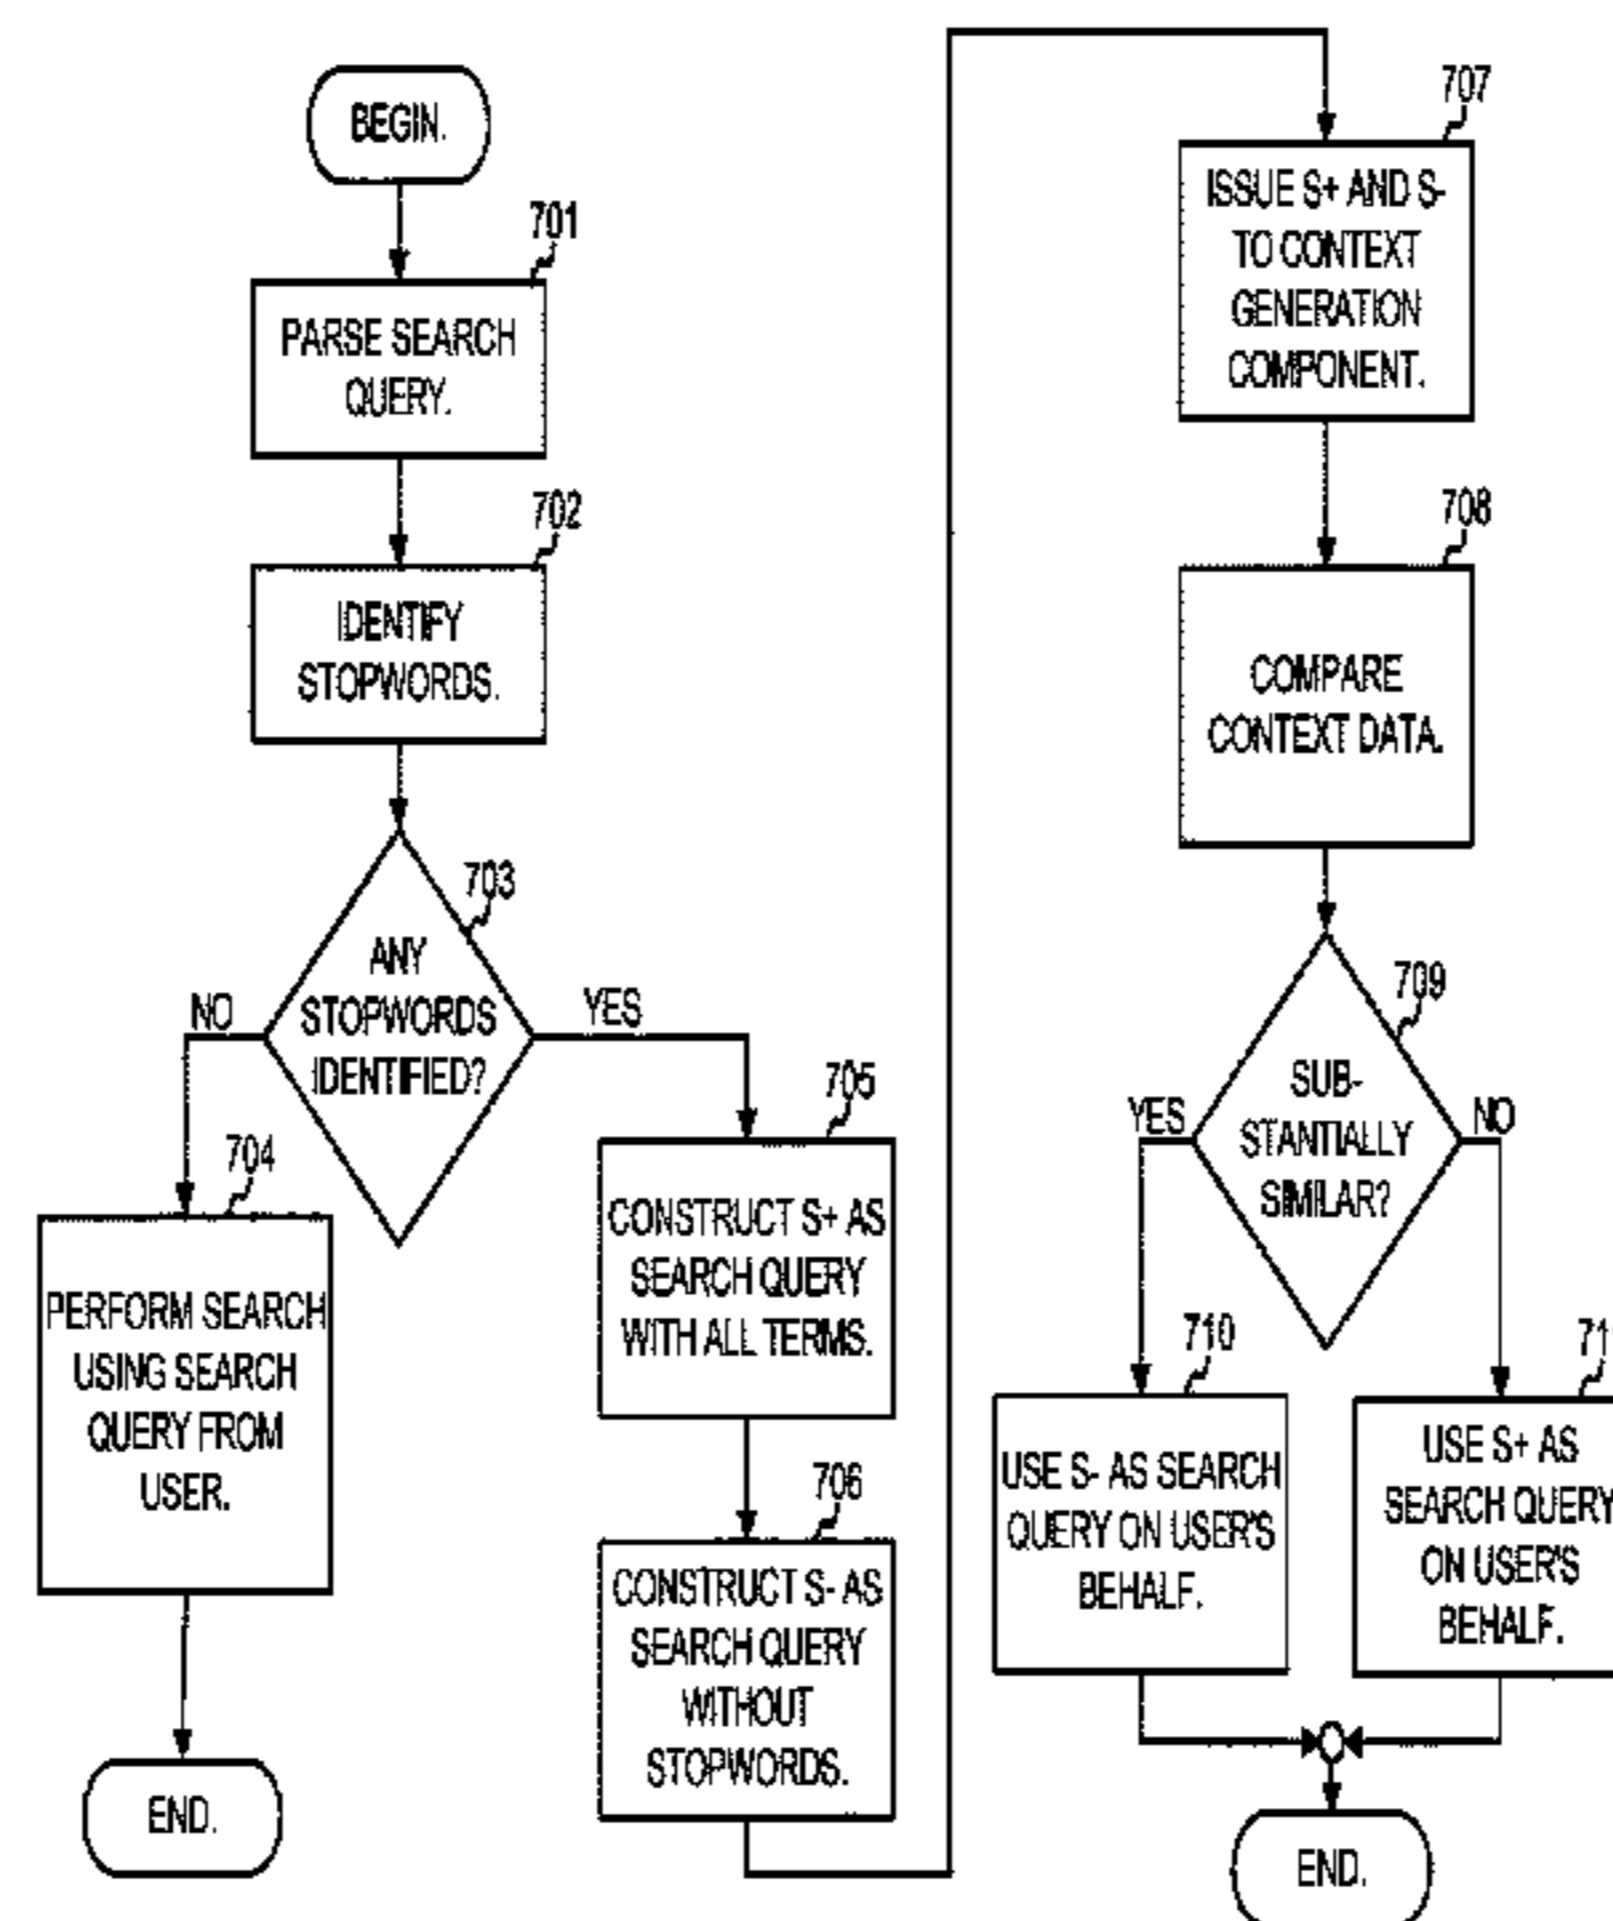 BEGIN.
701
PARSE SEARCH
QUERY.
702
IDENTIFY
STOPWORDS.
703
ANY
STOPWORDS
IDENTIFIED?
NO
YES
704
PERFORM SEARCH
USING SEARCH
QUERY FROM
USER.
END.
705
CONSTRUCT S+ AS
SEARCH QUERY
WITH ALL TERMS.
706
CONSTRUCT S- AS
SEARCH QUERY
WITHOUT
STOPWORDS.
707
ISSUE S+ AND S-
TO CONTEXT
GENERATION
COMPONENT.
708
COMPARE
CONTEXT DATA.
709
SUB-
STANTIALLY
SIMILAR?
YES
NO
710
USE S- AS SEARCH
QUERY ON USER'S
BEHALF.
USE S+ AS
SEARCH QUERY
ON USER'S
BEHALF.
END.